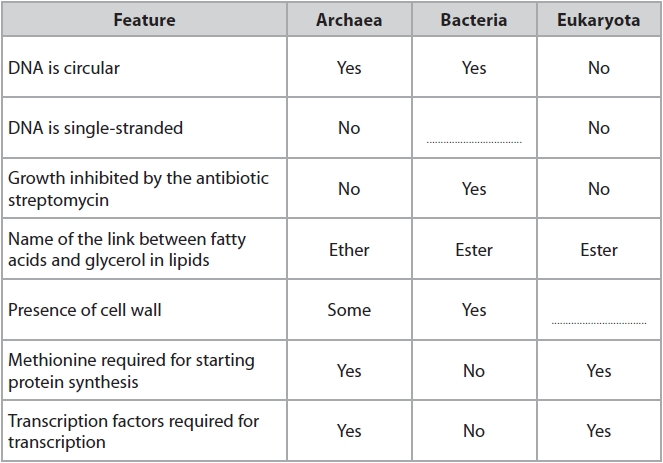 Feature Archaea Bacteria Eukaryota
DNA is circular Yes Yes No
DNA is single-stranded No ........................ No
Growth inhibited by the antibiotic
streptomycin No Yes No
Name of the link between fatty
acids and glycerol in lipids Ether Ester Ester
Presence of cell wall Some Yes ........................
Methionine required for starting
protein synthesis Yes No Yes
Transcription factors required for
transcription Yes No Yes